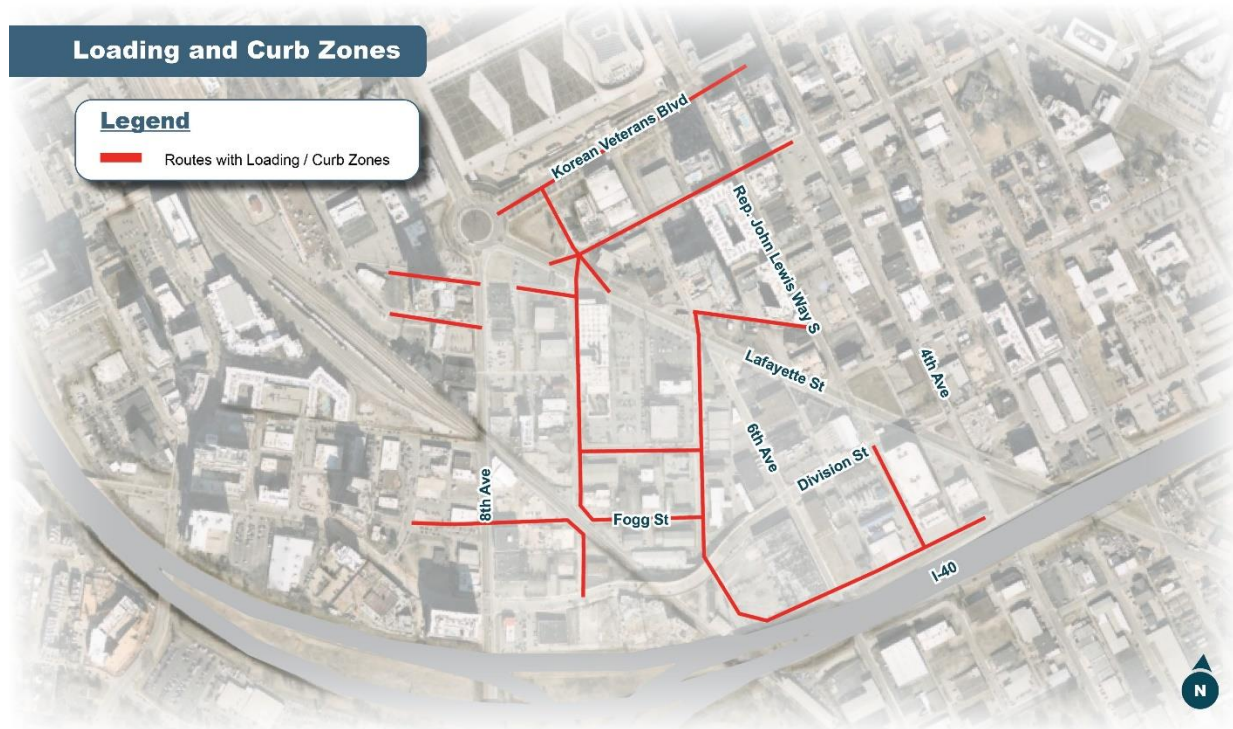 Loading and Curb Zones
Legend
Routes with Loading / Curb Zones
Korean Veterans Blvd
Rep. John Lewis Way S
Lafayette St
4th Ave
6th Ave
Division St
8th Ave
Fogg St
I-40
N